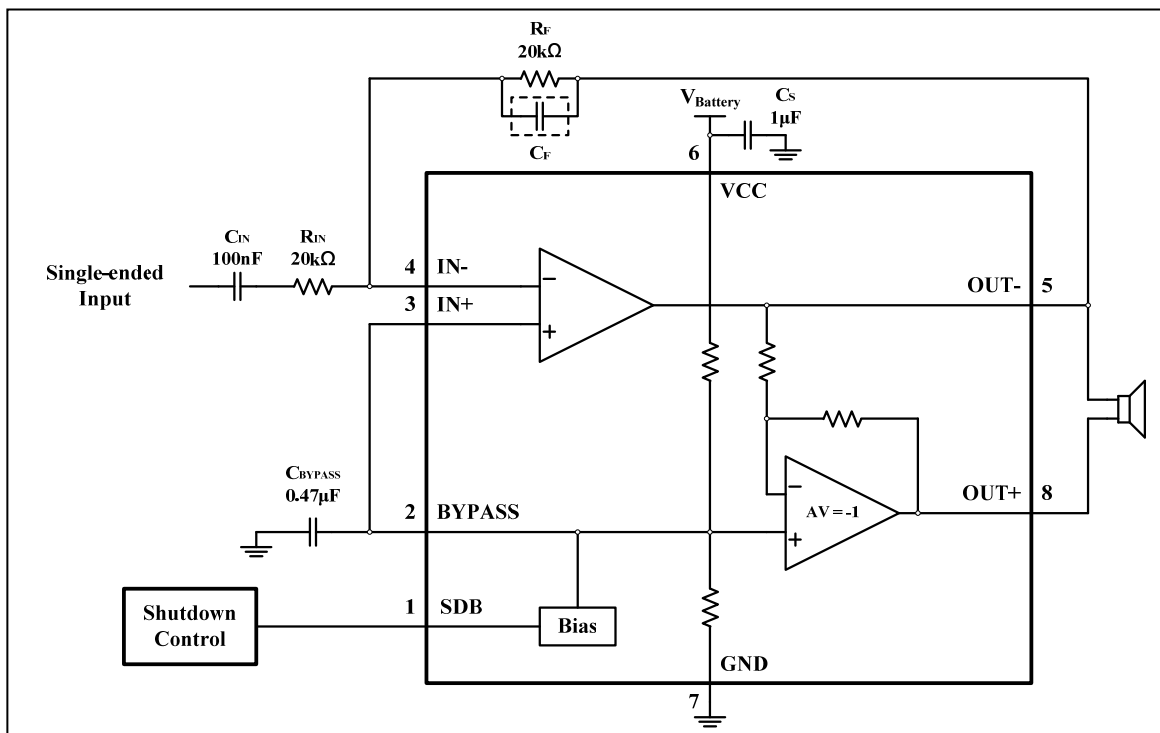 RF
20kΩ
CF
VBattery
CS
1µF
6
VCC
CIN
100nF
RIN
20kΩ
Single-ended
Input
4 IN-
3 IN+
OUT- 5
CBYPASS
0.47µF
2 BYPASS
AV = -1
OUT+ 8
Shutdown
Control
1 SDB
Bias
GND
7